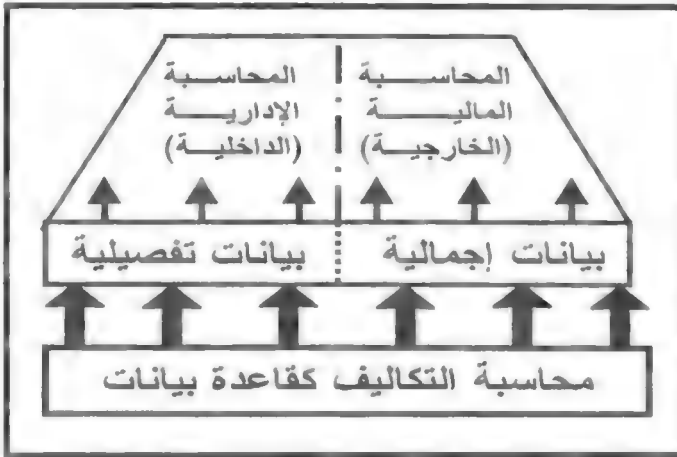 المحاسبة
المالية
(الخارجية)
المحاسبة
الإدارية
(الداخلية)
بيانات إجمالية
بيانات تفصيلية
محاسبة التكاليف كقاعدة بيانات